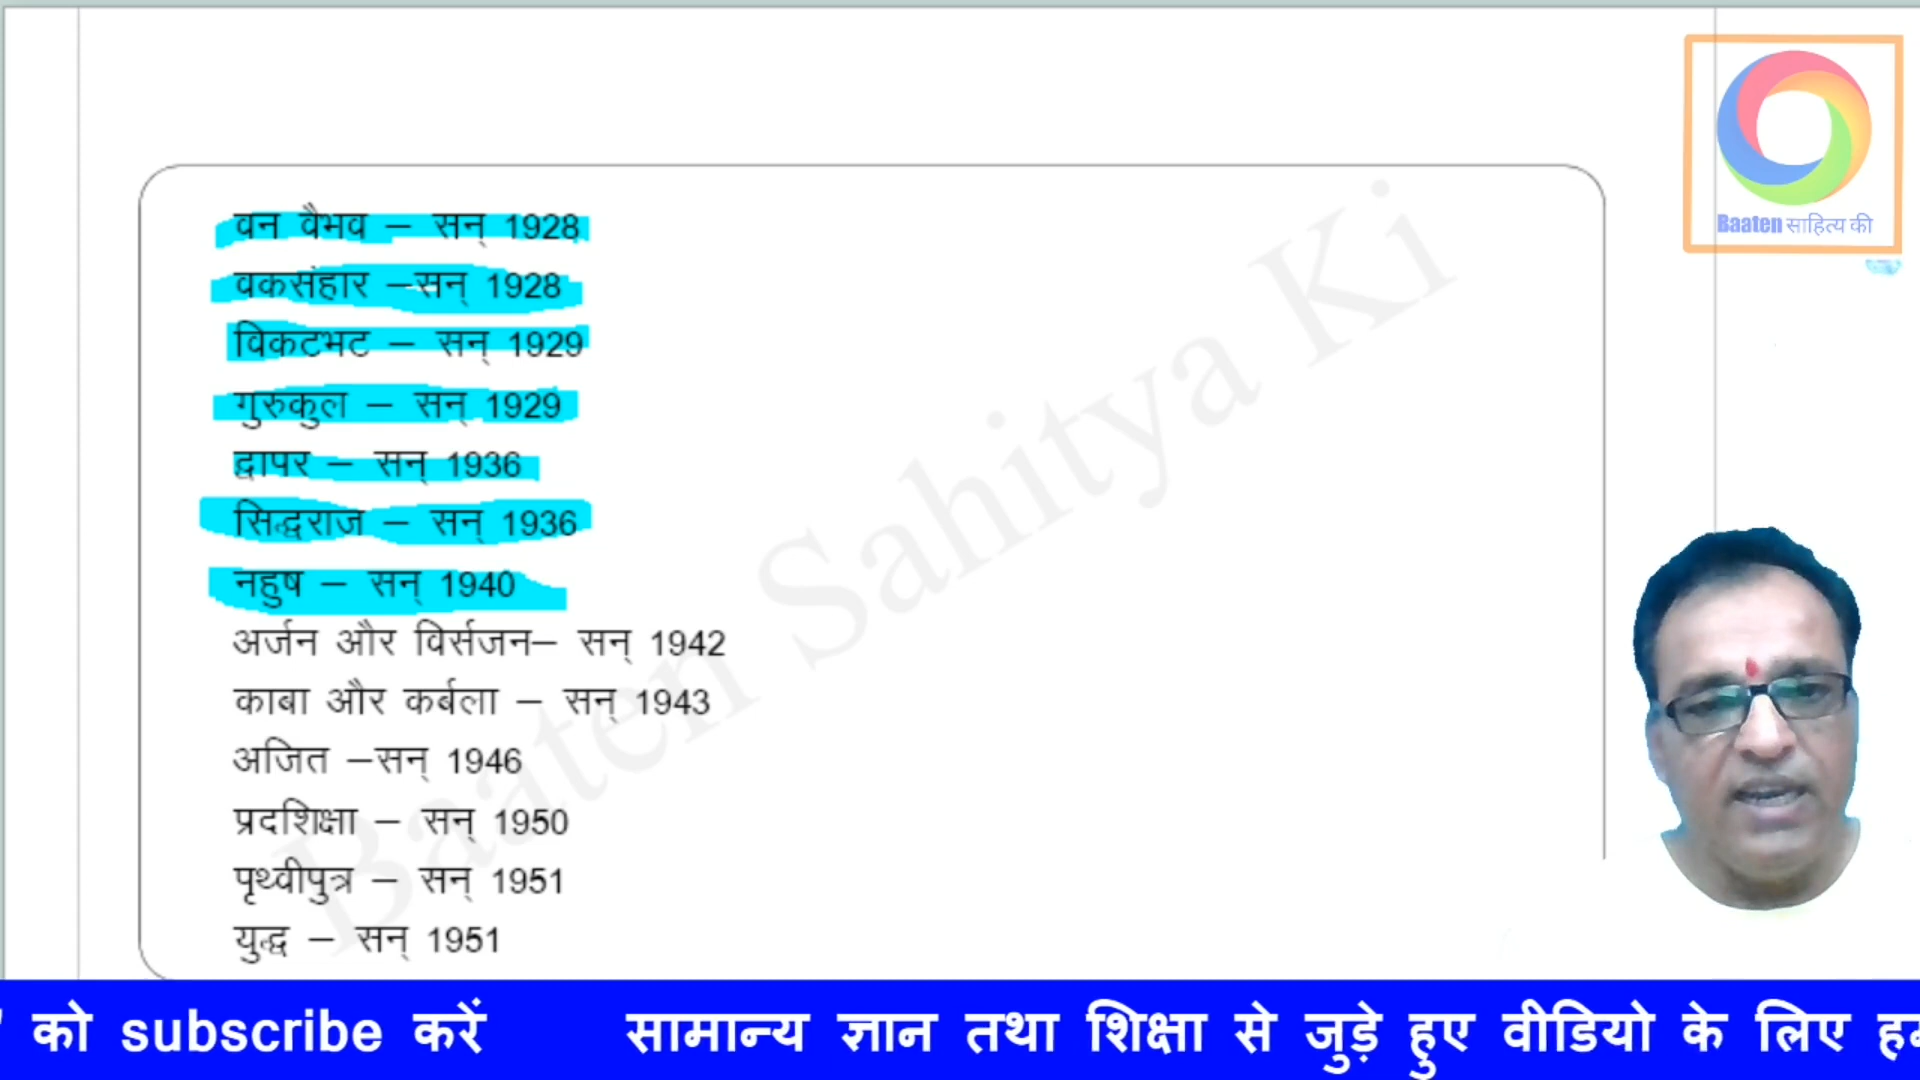 Baaten साहित्य की
वन वैभव – सन् 1928
वकसंहार –सन् 1928
विकटभट – सन् 1929
गुरुकुल – सन् 1929
द्वापर – सन् 1936
सिद्धराज – सन् 1936
नहुष – सन् 1940
अर्जन और विर्सजन– सन् 1942
काबा और कर्बला – सन् 1943
अजित –सन् 1946
प्रदशिक्षा – सन् 1950
पृथ्वीपुत्र – सन् 1951
युद्ध – सन् 1951
Baaten Sahitya Ki
' को subscribe करें सामान्य ज्ञान तथा शिक्षा से जुड़े हुए वीडियो के लिए